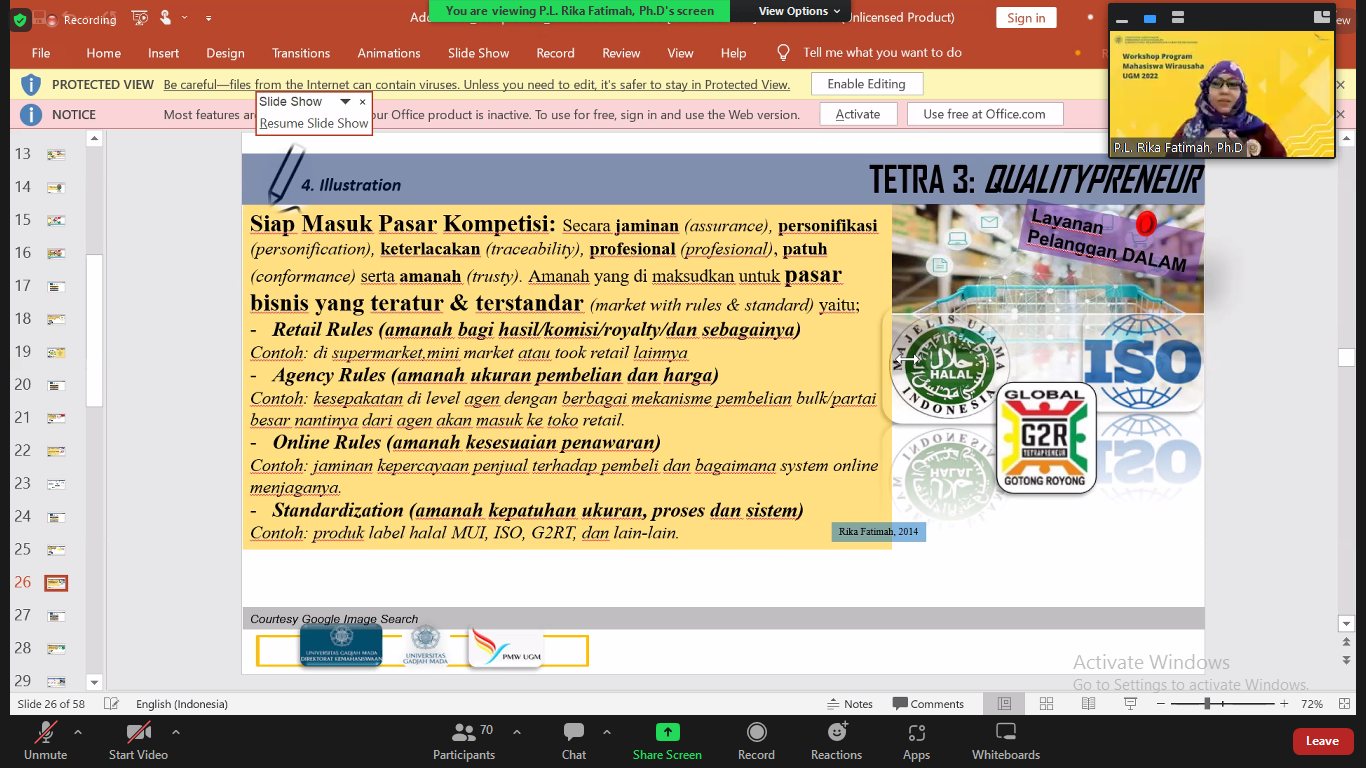 Recording
You are viewing P.L. Rika Fatimah, Ph.D's screen
View Options
(Unlicensed Product)
Sign in
File
Home
Insert
Design
Transitions
Animations
Slide Show
Record
Review
View
Help
Tell me what you want to do
PROTECTED VIEW
Be careful—files from the Internet can contain viruses. Unless you need to edit, it's safer to stay in Protected View.
Enable Editing
Slide Show
Resume Slide Show
NOTICE
Most features are
our Office product is inactive. To use for free, sign in and use the Web version.
Activate
Use free at Office.com
Workshop Program
Mahasiswa Wirausaha
UGM 2022
P.L. Rika Fatimah, Ph.D
13
14
15
16
17
18
19
20
21
22
23
24
25
26
27
28
29
4. Illustration
TETRA 3: QUALITYPRENEUR
Siap Masuk Pasar Kompetisi: Secara jaminan (assurance), personifikasi
(personification), keterlacakan (traceability), profesional (profesional), patuh
(conformance) serta amanah (trusty). Amanah yang di maksudkan untuk pasar
bisnis yang teratur & terstandar (market with rules & standard) yaitu;
- Retail Rules (amanah bagi hasil/komisi/royalty/dan sebagainya)
Contoh: di supermarket,mini market atau took retail lainnya
- Agency Rules (amanah ukuran pembelian dan harga)
Contoh: kesepakatan di level agen dengan berbagai mekanisme pembelian bulk/partai
besar nantinya dari agen akan masuk ke toko retail.
- Online Rules (amanah kesesuaian penawaran)
Contoh: jaminan kepercayaan penjual terhadap pembeli dan bagaimana system online
menjaganya.
- Standardization (amanah kepatuhan ukuran, proses dan sistem)
Contoh: produk label halal MUI, ISO, G2RT, dan lain-lain.
Rika Fatimah, 2014
Layanan
Pelanggan DALAM
MAJELIS ULAMA
حلال
HALAL
INDONESIA
ISO
GLOBAL
G2R
TETRAPRENEUR
GOTONG ROYONG
Courtesy Google Image Search
UNIVERSITAS GADJAH MADA
DIREKTORAT KEMAHASISWAAN
UNIVERSITAS
GADJAH MADA
PMW UGM
Activate Windows
Go to Settings to activate Windows.
Slide 26 of 58
English (Indonesia)
Notes
Comments
72%
Unmute
Start Video
Participants
70
Chat
Share Screen
Record
Reactions
Apps
Whiteboards
Leave